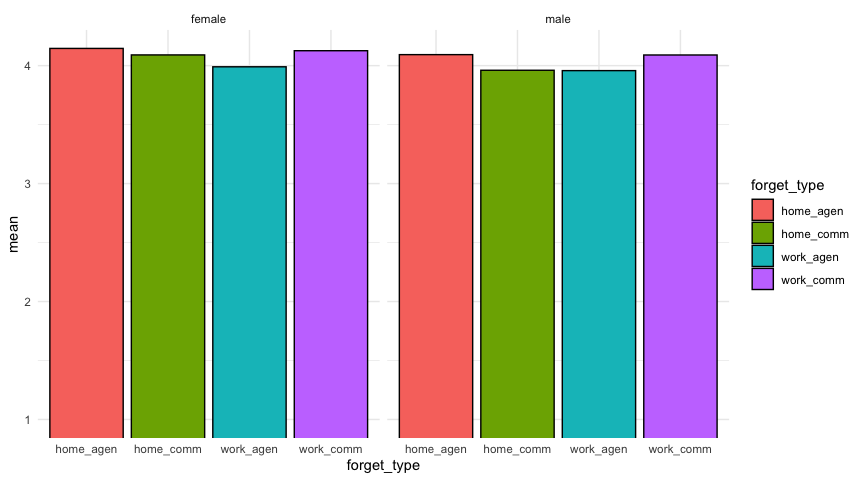 female male
mean
4
3
2
1
home_agen home_comm work_agen work_comm home_agen home_comm work_agen work_comm
forget_type
forget_type
home_agen
home_comm
work_agen
work_comm